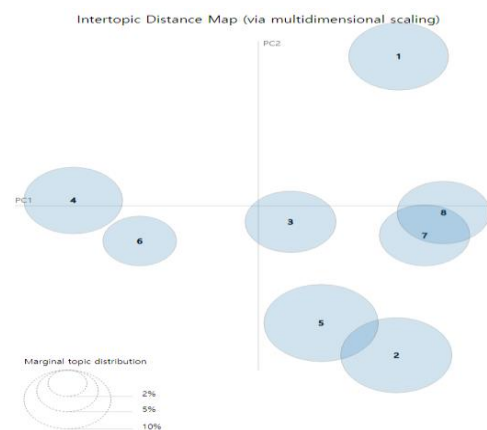 Intertopic Distance Map (via multidimensional scaling)
PC2
1
PC1
4
3
8
7
6
5
2
Marginal topic distribution
2%
5%
10%